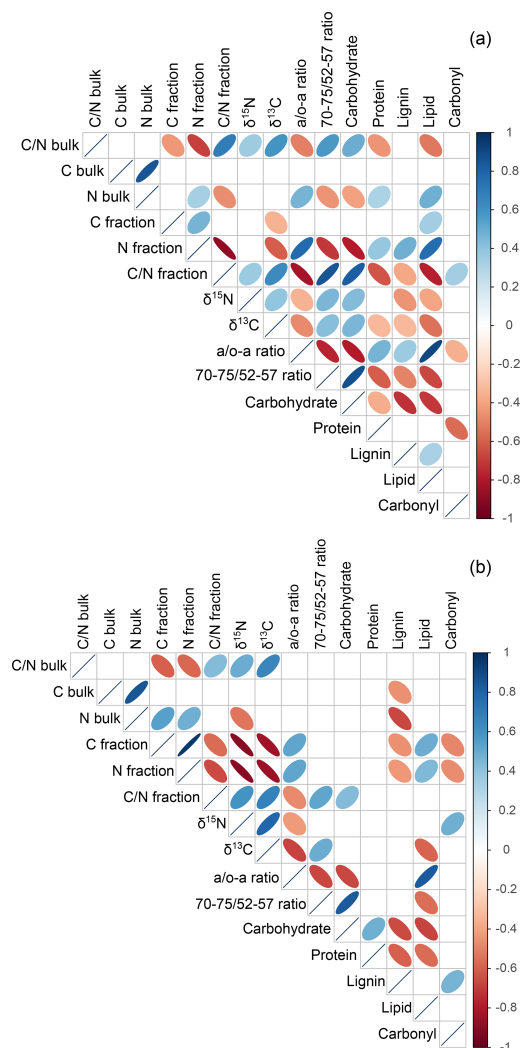 (a)
C/N bulk
C bulk
N bulk
C fraction
N fraction
C/N fraction
δ¹⁵N
δ¹³C
a/o-a ratio
70-75/52-57 ratio
Carbohydrate
Protein
Lignin
Lipid
Carbonyl
C/N bulk
C bulk
N bulk
C fraction
N fraction
C/N fraction
δ¹⁵N
δ¹³C
a/o-a ratio
70-75/52-57 ratio
Carbohydrate
Protein
Lignin
Lipid
Carbonyl
1
0.8
0.6
0.4
0.2
0
-0.2
-0.4
-0.6
-0.8
-1
(b)
C/N bulk
C bulk
N bulk
C fraction
N fraction
C/N fraction
δ¹⁵N
δ¹³C
a/o-a ratio
70-75/52-57 ratio
Carbohydrate
Protein
Lignin
Lipid
Carbonyl
C/N bulk
C bulk
N bulk
C fraction
N fraction
C/N fraction
δ¹⁵N
δ¹³C
a/o-a ratio
70-75/52-57 ratio
Carbohydrate
Protein
Lignin
Lipid
Carbonyl
1
0.8
0.6
0.4
0.2
0
-0.2
-0.4
-0.6
-0.8
-1